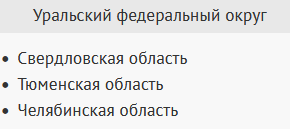 Уральский федеральный округ
• Свердловская область
• Тюменская область
• Челябинская область